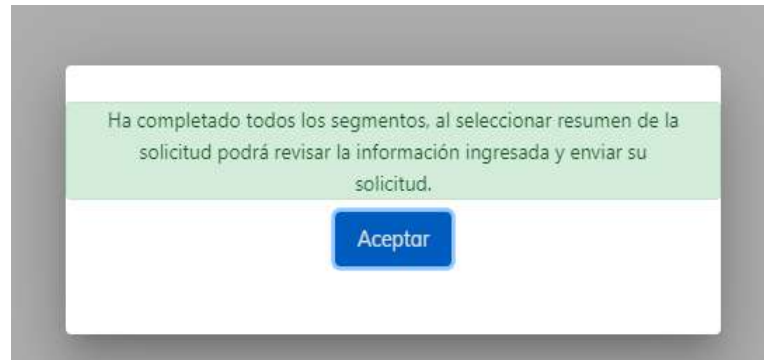 Ha completado todos los segmentos, al seleccionar resumen de la
solicitud podrá revisar la información ingresada y enviar su
solicitud.
Aceptar